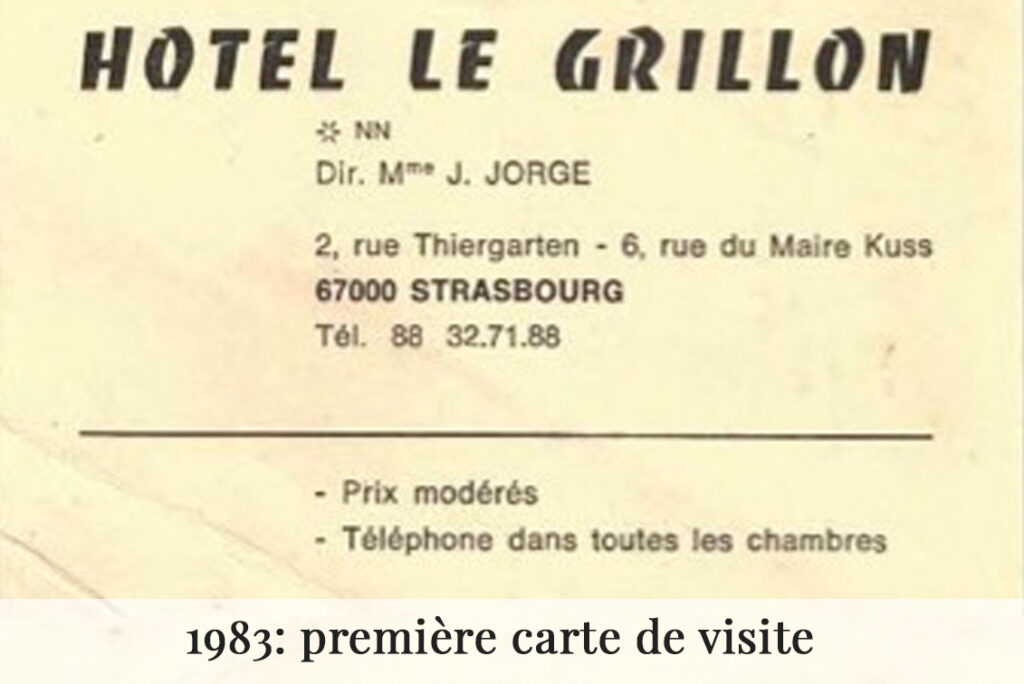 HOTEL LE GRILLON
NN
Dir. Mme J. JORGE
2, rue Thiergarten - 6, rue du Maire Kuss
67000 STRASBOURG
Tél. 88 32.71.88
- Prix modérés
- Téléphone dans toutes les chambres
1983: première carte de visite